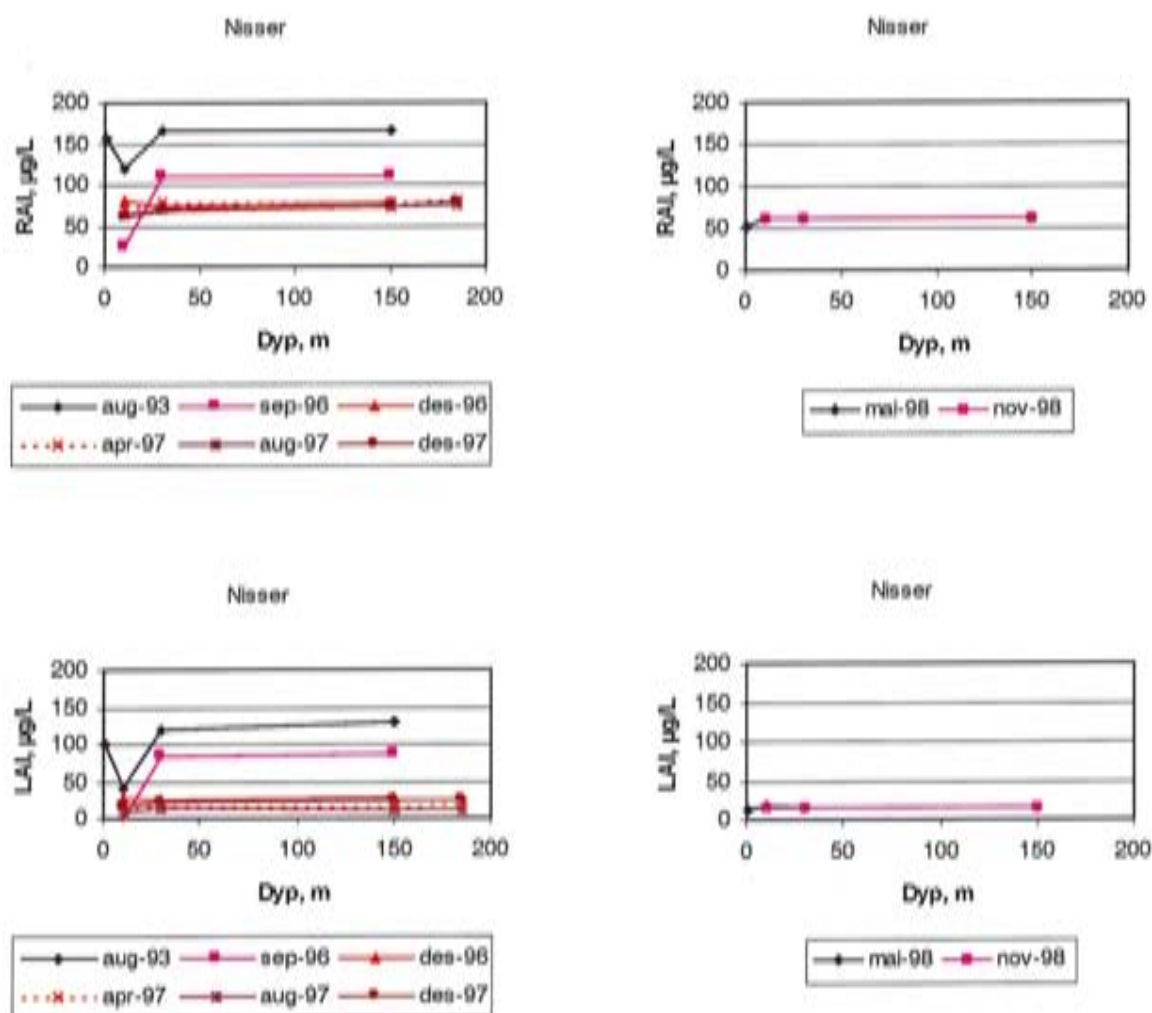 Nisser
200
150
100
50
0
RAL, µg/L
0 50 100 150 200
Dyp, m
aug-93 sep-96 des-96
apr-97 aug-97 des-97
Nisser
200
150
100
50
0
RAL, µg/L
0 50 100 150 200
Dyp, m
mai-98 nov-98
Nisser
200
150
100
50
0
LAL, µg/L
0 50 100 150 200
Dyp, m
aug-93 sep-96 des-96
apr-97 aug-97 des-97
Nisser
200
150
100
50
0
LAL, µg/L
0 50 100 150 200
Dyp, m
mai-98 nov-98